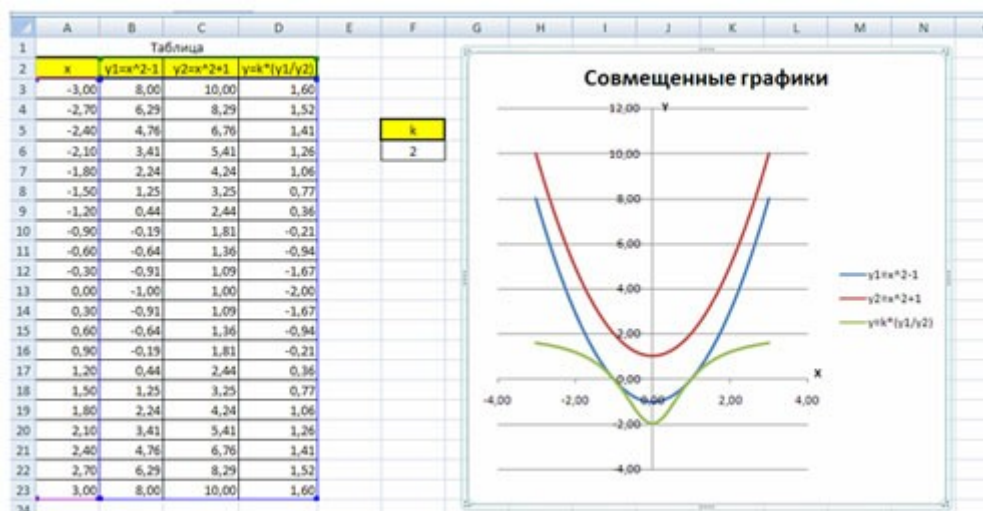 A B C D E F G H I J K L M N
1 Таблица
2 x y1=x^2-1 y2=x^2+1 y=k*(y1/y2)
3 -3,00 8,00 10,00 1,60
4 -2,70 6,29 8,29 1,52
5 -2,40 4,76 6,76 1,41 k
6 -2,10 3,41 5,41 1,26 2
7 -1,80 2,24 4,24 1,06
8 -1,50 1,25 3,25 0,77
9 -1,20 0,44 2,44 0,36
10 -0,90 -0,19 1,81 -0,21
11 -0,60 -0,64 1,36 -0,94
12 -0,30 -0,91 1,09 -1,67
13 0,00 -1,00 1,00 -2,00
14 0,30 -0,91 1,09 -1,67
15 0,60 -0,64 1,36 -0,94
16 0,90 -0,19 1,81 -0,21
17 1,20 0,44 2,44 0,36
18 1,50 1,25 3,25 0,77
19 1,80 2,24 4,24 1,06
20 2,10 3,41 5,41 1,26
21 2,40 4,76 6,76 1,41
22 2,70 6,29 8,29 1,52
23 3,00 8,00 10,00 1,60
24
Совмещенные графики
12,00 Y
10,00
8,00
6,00
4,00
2,00
0,00 X
-4,00 -2,00 0,00 2,00 4,00
-2,00
-4,00
y1=x^2-1
y2=x^2+1
y=k*(y1/y2)